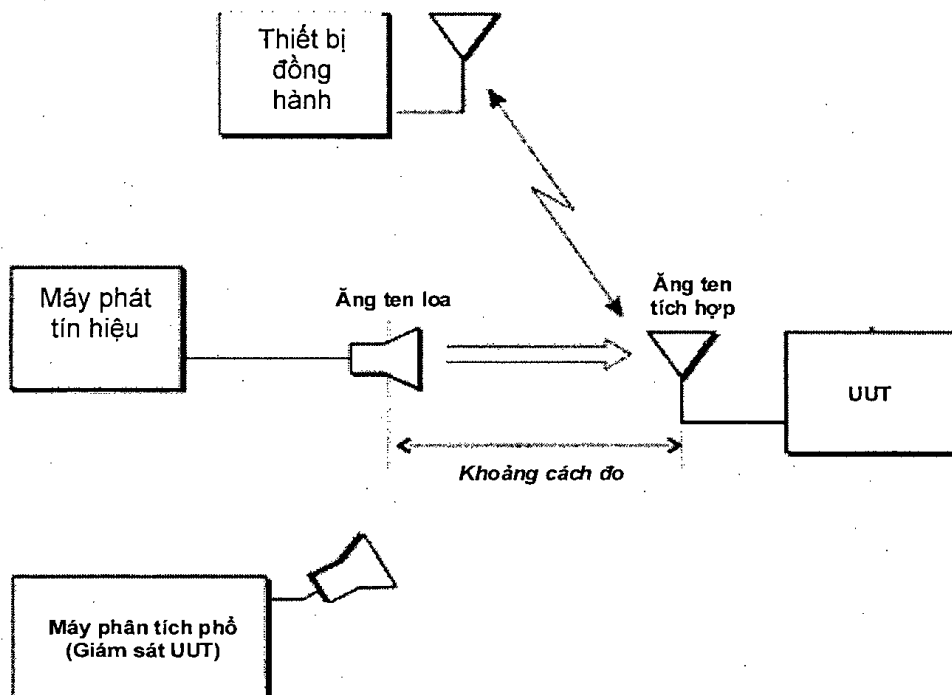 Thiết bị
đồng
hành
Máy phát
tín hiệu
Ăng ten loa
Ăng ten
tích hợp
UUT
Khoảng cách đo
Máy phân tích phổ
(Giám sát UUT)